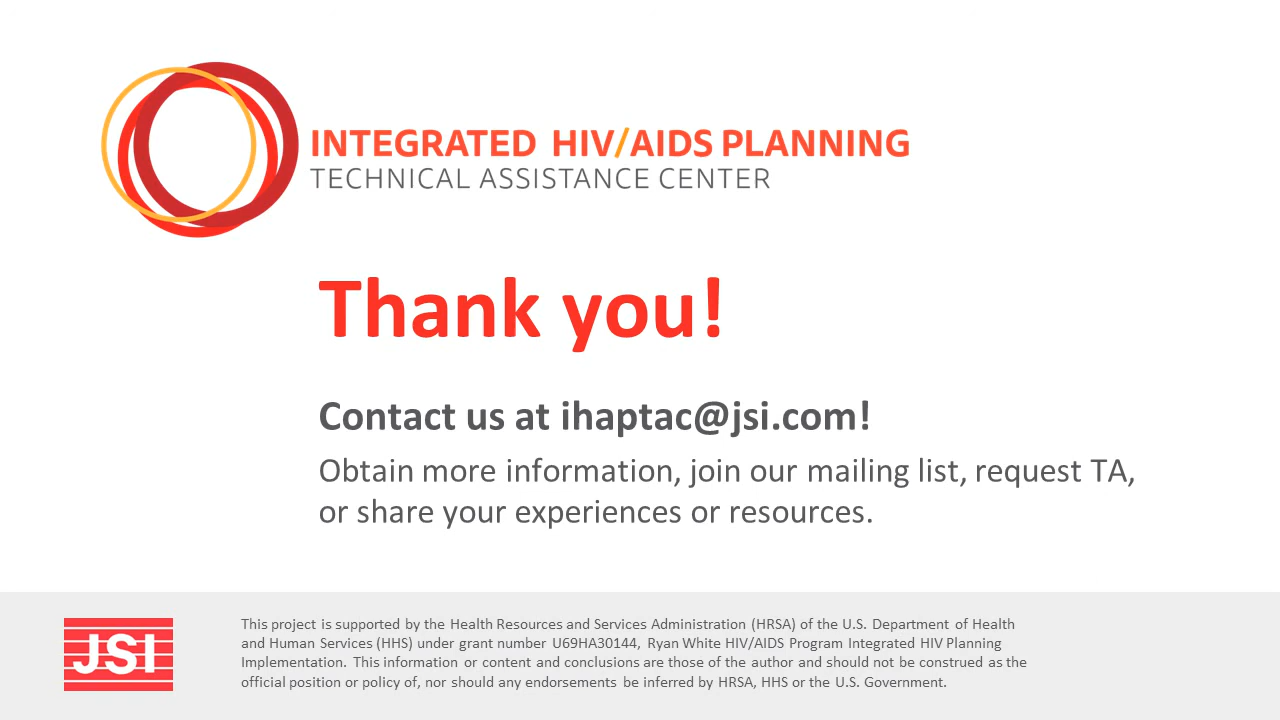 INTEGRATED HIV/AIDS PLANNING
TECHNICAL ASSISTANCE CENTER
Thank you!
Contact us at ihaptac@jsi.com!
Obtain more information, join our mailing list, request TA,
or share your experiences or resources.
JSI
This project is supported by the Health Resources and Services Administration (HRSA) of the U.S. Department of Health
and Human Services (HHS) under grant number U69HA30144, Ryan White HIV/AIDS Program Integrated HIV Planning
Implementation. This information or content and conclusions are those of the and should not be construed as the
official position or policy of, nor should any endorsements be inferred by HRSA, HHS or the U.S. Government.